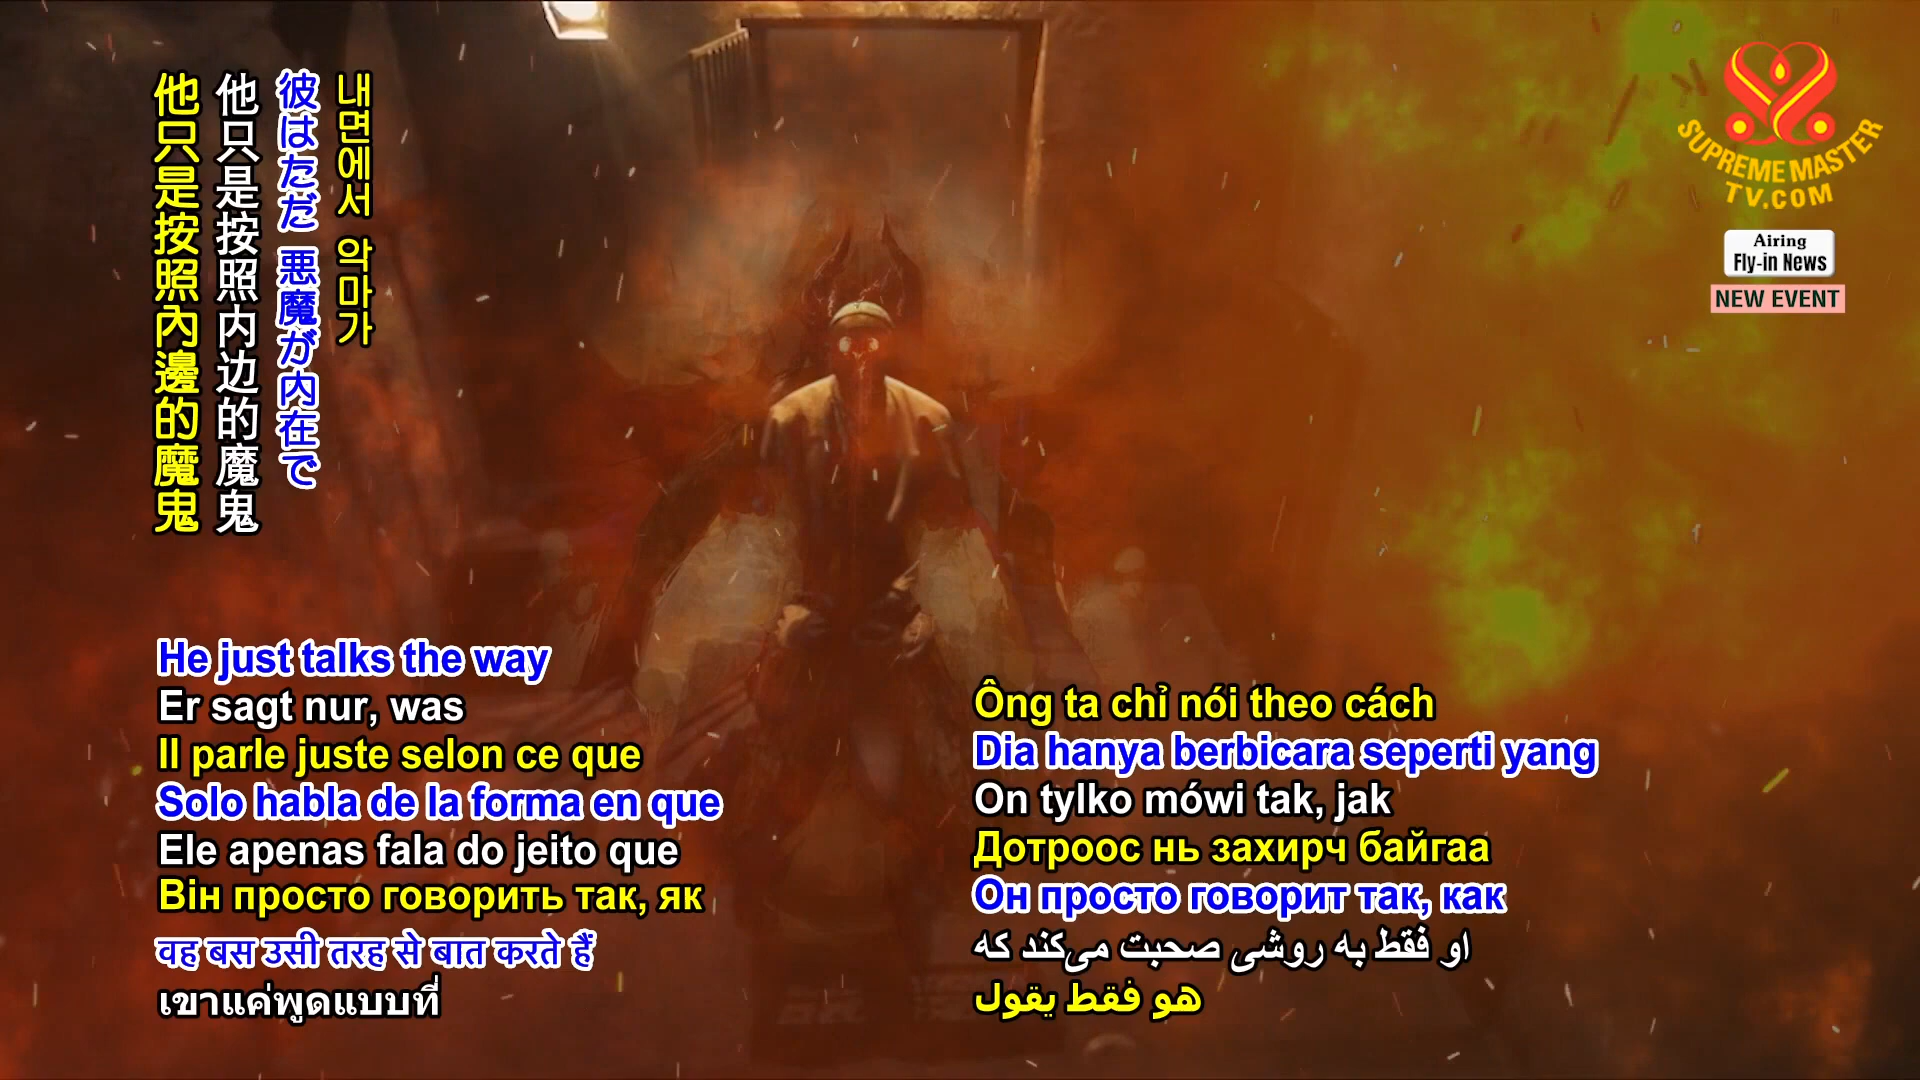 他只是按照內邊的魔鬼
他只是按照内边的魔鬼
彼はただ 悪魔が内在で
내면에서 악마가
SUPREME MASTER
TV.COM
Airing
Fly-in News
NEW EVENT
He just talks the way
Er sagt nur, was
Il parle juste selon ce que
Solo habla de la forma en que
Ele apenas fala do jeito que
Він просто говорить так, як
वह बस उसी तरह से बात करते हैं
เขาแค่พูดแบบที่
Ông ta chỉ nói theo cách
Dia hanya berbicara seperti yang
On tylko mówi tak, jak
Дотроос нь захирч байгаа
Он просто говорит так, как
او فقط به روشی صحبت می‌کند که
هو فقط يقول